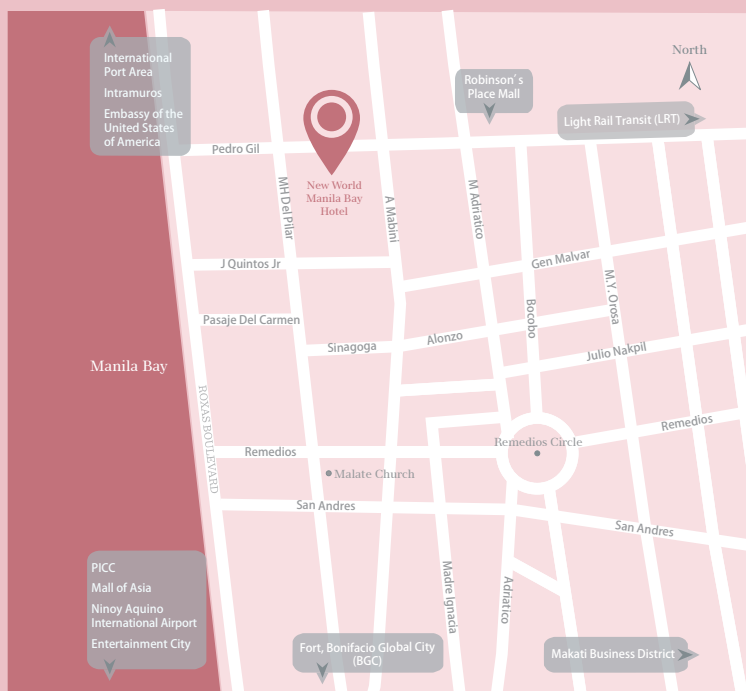 International
Port Area
Intramuros
Embassy of the
United States
of America
North
Robinson's
Place Mall
Light Rail Transit (LRT)
Pedro Gil
New World
Manila Bay
Hotel
MH Del Pilar
A Mabini
M Adriatico
J Quintos Jr
Gen Malvar
M.Y. Orosa
Bocobo
Pasaje Del Carmen
Sinagoga
Alonzo
Julio Nakpil
Manila Bay
ROXAS BOULEVARD
Remedios
Remedios Circle
Remedios
Malate Church
San Andres
San Andres
Madre Ignacia
Adriatico
PICC
Mall of Asia
Ninoy Aquino
International Airport
Entertainment City
Fort, Bonifacio Global City
(BGC)
Makati Business District